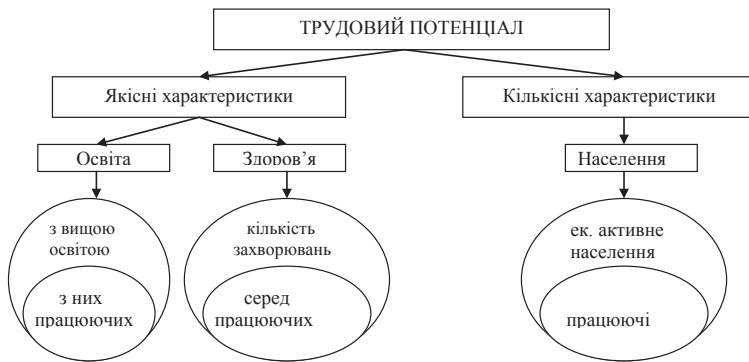 ТРУДОВИЙ ПОТЕНЦІАЛ
Якісні характеристики
Кількісні характеристики
Освіта
Здоров’я
Населення
з вищою
освітою
кількість
захворювань
ек. активне
населення
з них
працюючих
серед
працюючих
працюючі